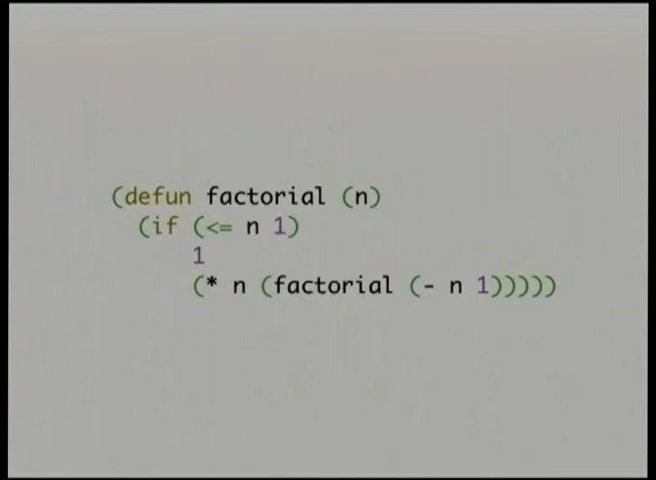 (defun factorial (n)
(if (<= n 1)
1
(* n (factorial (- n 1)))))